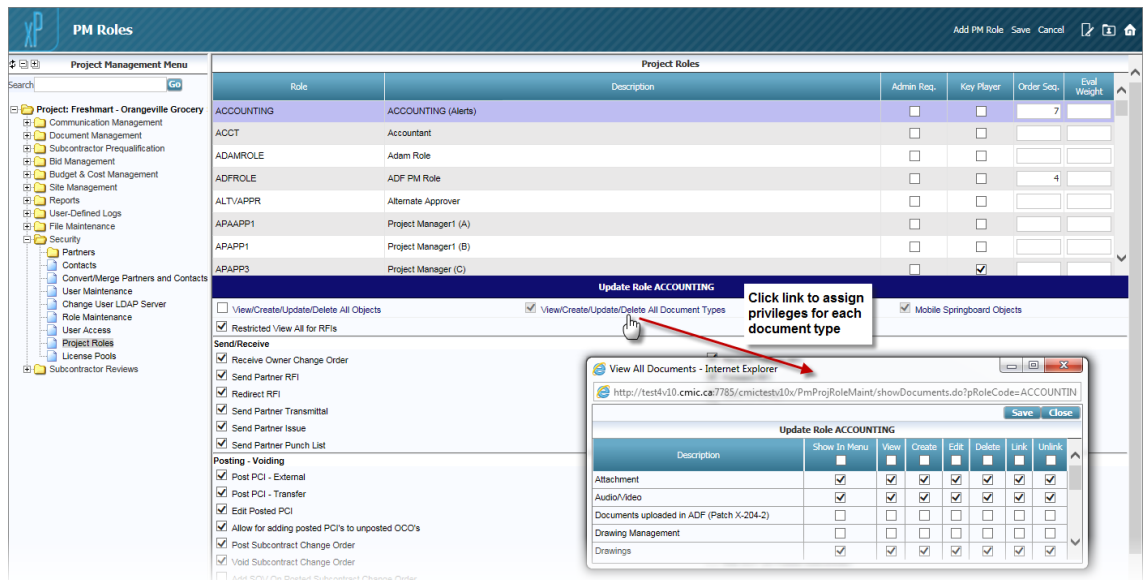 xP
PM Roles
Add PM Role Save Cancel
Project Management Menu
Search Go
Project: Freshmart - Orangeville Grocery
Communication Management
Document Management
Subcontractor Prequalification
Bid Management
Budget & Cost Management
Site Management
Reports
User-Defined Logs
File Maintenance
Security
Partners
Contacts
Convert/Merge Partners and Contacts
User Maintenance
Change User LDAP Server
Role Maintenance
User Access
Project Roles
License Pools
Subcontractor Reviews
Project Roles
Role Description Admin Req. Key Player Order Seq. Eval Weight
ACCOUNTING ACCOUNTING (Alerts) 7
ACCT Accountant
ADAMROLE Adam Role
ADFROLE ADF PM Role 4
ALTV/APPR Alternate Approver
APAAPP1 Project Manager1 (A)
APAPP1 Project Manager1 (B)
APAPP3 Project Manager (C)
Update Role ACCOUNTING
View/Create/Update/Delete All Objects View/Create/Update/Delete All Document Types Mobile Springboard Objects
Restricted View All for RFIs
Click link to assign
privileges for each
document type
Send/Receive
Receive Owner Change Order
Send Partner RFI
Redirect RFI
Send Partner Transmittal
Send Partner Issue
Send Partner Punch List
Posting - Voiding
Post PCI - External
Post PCI - Transfer
Edit Posted PCI
Allow for adding posted PCI's to unposted OCO's
Post Subcontract Change Order
Void Subcontract Change Order
Add SOV On Posted Subcontract Change Order
View All Documents - Internet Explorer
http://test4v10.cmic.ca:7785/cmictestv10x/PmProjRoleMaint/showDocuments.do?pRoleCode=ACCOUNTIN
Save Close
Update Role ACCOUNTING
Description Show In Menu View Create Edit Delete Link Unlink
Attachment
Audio/Video
Documents uploaded in ADF (Patch X-204-2)
Drawing Management
Drawings